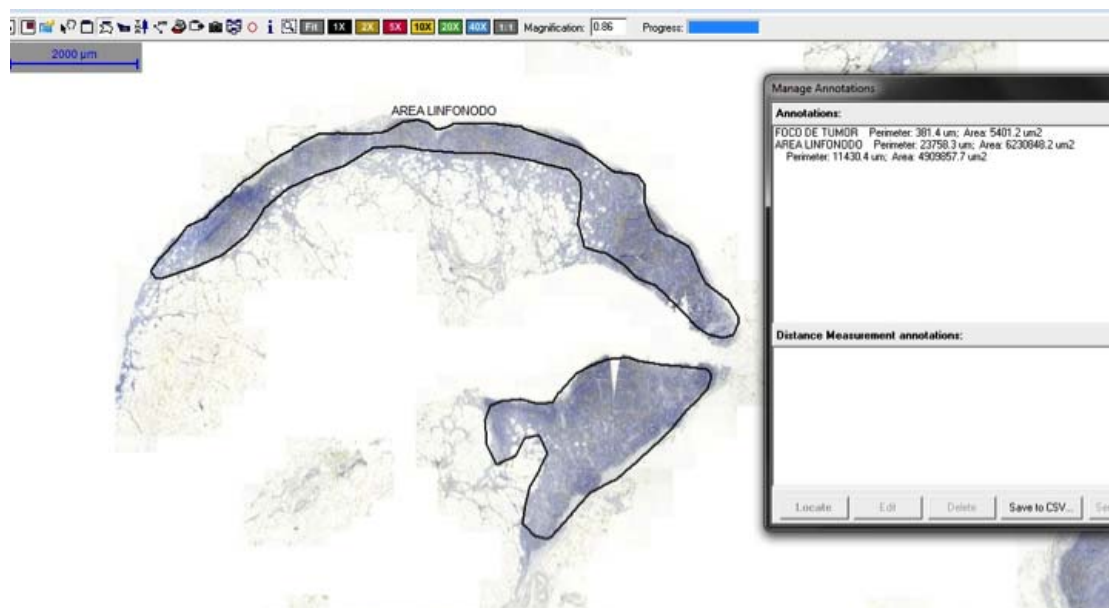 Fit 1X 2X 5X 10X 20X 40X 1:1 Magnification: 0.86 Progress:
2000 µm
AREA LINFONODO
Manage Annotations
Annotations:
FOCO DE TUMOR Perimeter: 381.4 um; Area: 5401.2 um2
AREA LINFONODO Perimeter: 23758.3 um; Area: 6230848.2 um2
Perimeter: 11430.4 um; Area: 4909857.7 um2
Distance Measurement annotations:
Locate Edit Delete Save to CSV...